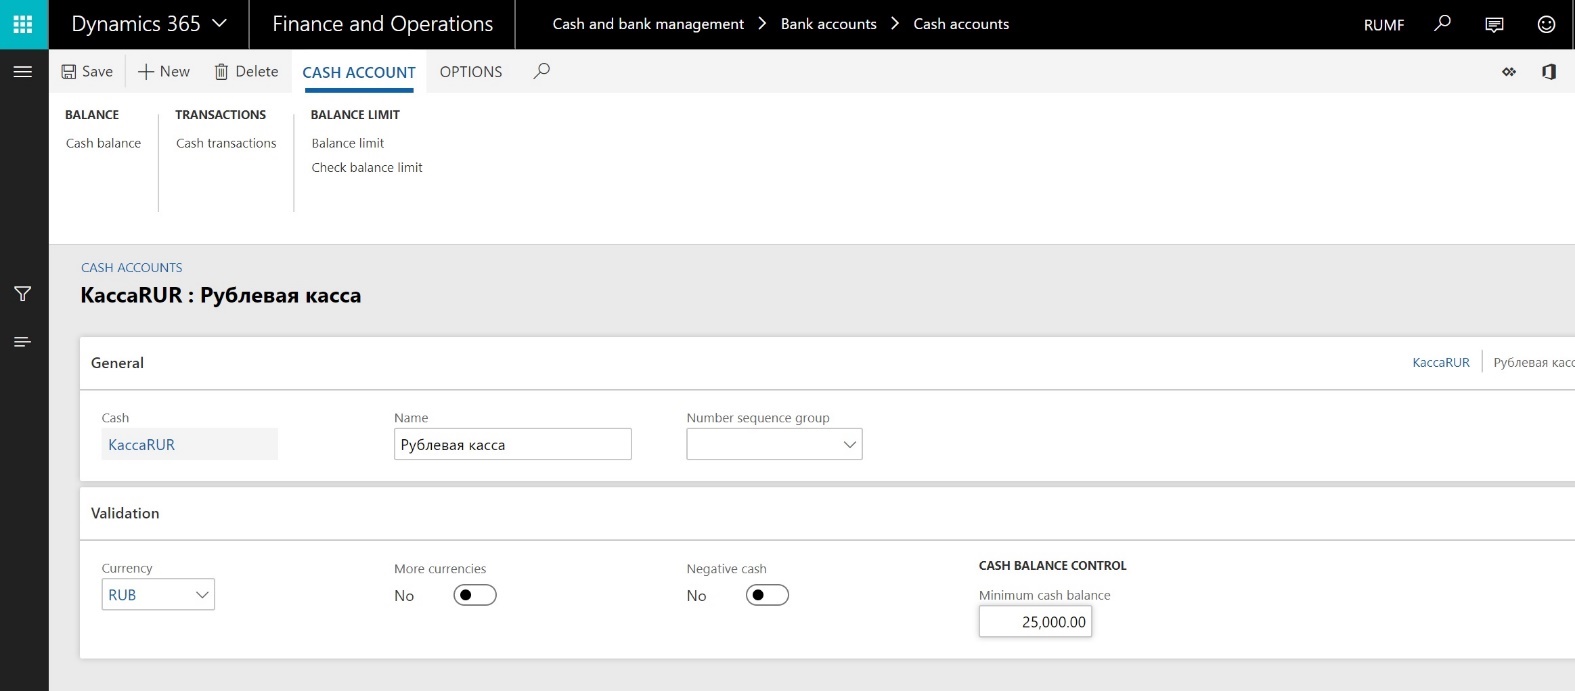 Dynamics 365 Finance and Operations Cash and bank management > Bank accounts > Cash accounts RUMF
Save New Delete CASH ACCOUNT OPTIONS
BALANCE TRANSACTIONS BALANCE LIMIT
Cash balance Cash transactions Balance limit
Check balance limit
CASH ACCOUNTS
КассаRUR : Рублевая касса
General КассаRUR Рублевая касс
Cash Name Number sequence group
КассаRUR Рублевая касса
Validation
Currency More currencies Negative cash CASH BALANCE CONTROL
RUB No No Minimum cash balance
25,000.00